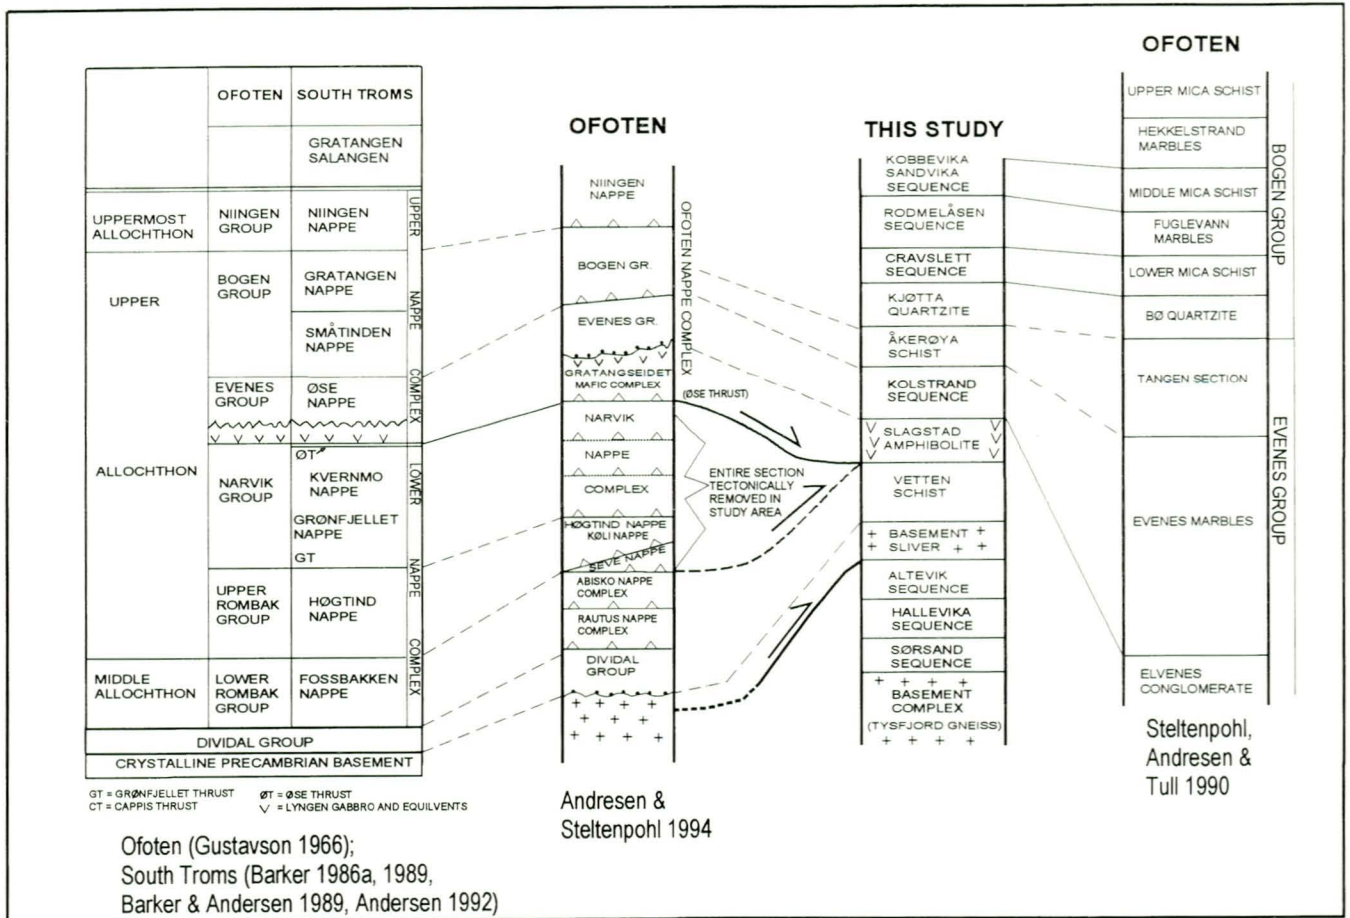 OFOTEN SOUTH TROMS
GRATANGEN
SALANGEN
UPPERMOST
ALLOCHTHON
NIINGEN
GROUP
NIINGEN
NAPPE
UPPER
UPPER
BOGEN
GROUP
GRATANGEN
NAPPE
NAPPE
SMÅTINDEN
NAPPE
EVENES
GROUP
ØSE
NAPPE
COMPLEX
V V V V V V V V
ALLOCHTHON
NARVIK
GROUP
ØT
KVERNMO
NAPPE
GRØNFJELLET
NAPPE
GT
LOWER
UPPER
ROMBAK
GROUP
HØGTIND
NAPPE
NAPPE
MIDDLE
ALLOCHTHON
LOWER
ROMBAK
GROUP
FOSSBAKKEN
NAPPE
COMPLEX
DIVIDAL GROUP
CRYSTALLINE PRECAMBRIAN BASEMENT
GT = GRØNFJELLET THRUST ØT = ØSE THRUST
CT = CAPPIS THRUST V = LYNGEN GABBRO AND EQUILVENTS
Ofoten (Gustavson 1966);
South Troms (Barker 1986a, 1989,
Barker & Andersen 1989, Andersen 1992)
OFOTEN
NIINGEN
NAPPE
BOGEN GR.
EVENES GR.
V V V V V
GRATANGSEIDET
MAFIC COMPLEX
NARVIK
NAPPE
COMPLEX
HØGTIND NAPPE
KØLI NAPPE
SEVE NAPPE
ABISKO NAPPE
COMPLEX
RAUTUS NAPPE
COMPLEX
DIVIDAL
GROUP
+ + + +
+ + +
+ + + +
OFOTEN NAPPE COMPLEX
(ØSE THRUST)
ENTIRE SECTION
TECTONICALLY
REMOVED IN
STUDY AREA
Andresen &
Steltenpohl 1994
THIS STUDY
KOBBEVIKA
SANDVIKA
SEQUENCE
RODMELÅSEN
SEQUENCE
CRAVSLETT
SEQUENCE
KJØTTA
QUARTZITE
ÅKERØYA
SCHIST
KOLSTRAND
SEQUENCE
V SLAGSTAD V
V AMPHIBOLITE V
V V
VETTEN
SCHIST
+ BASEMENT +
+ SLIVER + +
ALTEVIK
SEQUENCE
HALLEVIKA
SEQUENCE
SØRSAND
SEQUENCE
+ + + +
BASEMENT
COMPLEX
(TYSFJORD GNEISS)
+ + + +
OFOTEN
UPPER MICA SCHIST
HEKKELSTRAND
MARBLES
MIDDLE MICA SCHIST
FUGLEVANN
MARBLES
LOWER MICA SCHIST
BØ QUARTZITE
BOGEN GROUP
TANGEN SECTION
EVENES MARBLES
ELVENES
CONGLOMERATE
EVENES GROUP
Steltenpohl,
Andresen &
Tull 1990